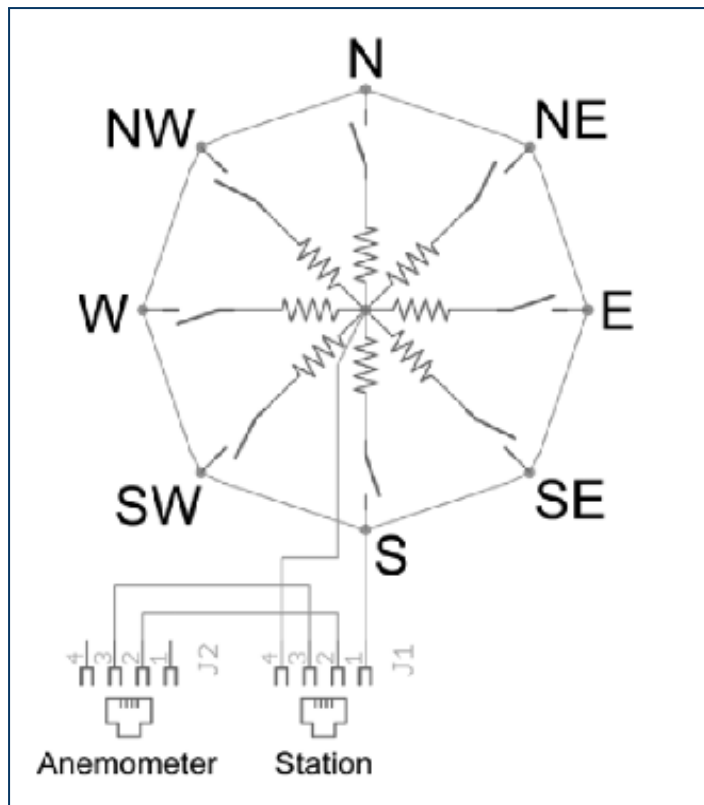 N
NW NE
W E
SW SE
S
4 3 2 1 J2 4 3 2 1 J1
Anemometer Station